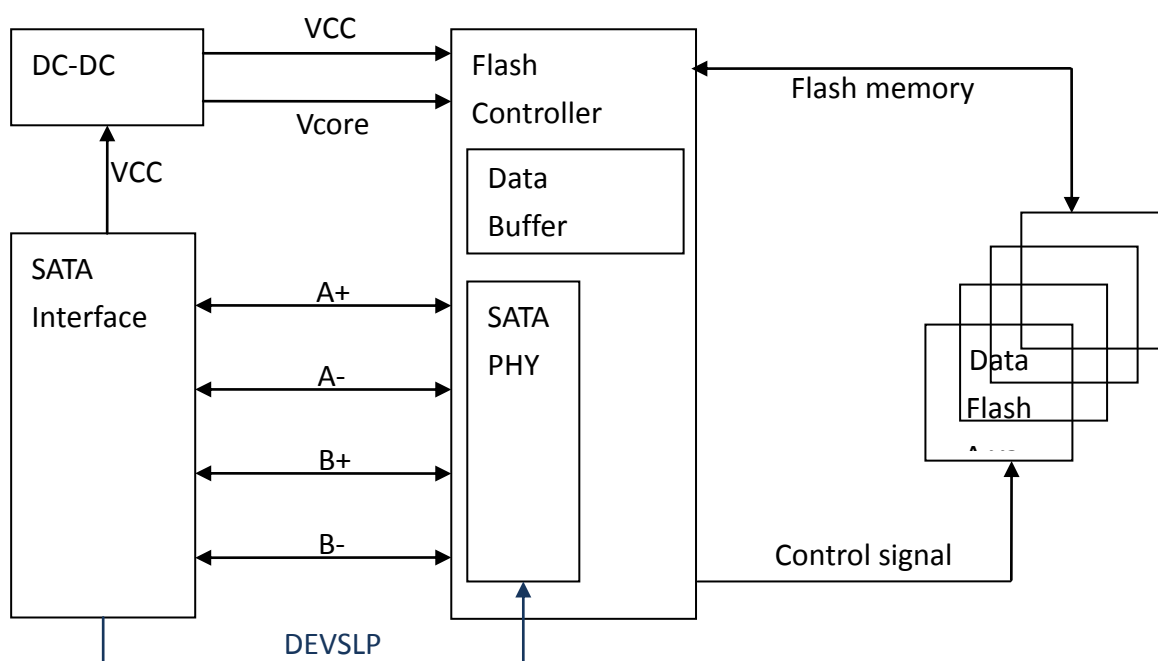 VCC
DC-DC
Vcore
VCC
Flash
Controller
Flash memory
Data
Buffer
SATA
Interface
A+
A-
B+
B-
SATA
PHY
Data
Flash
Control signal
DEVSLP